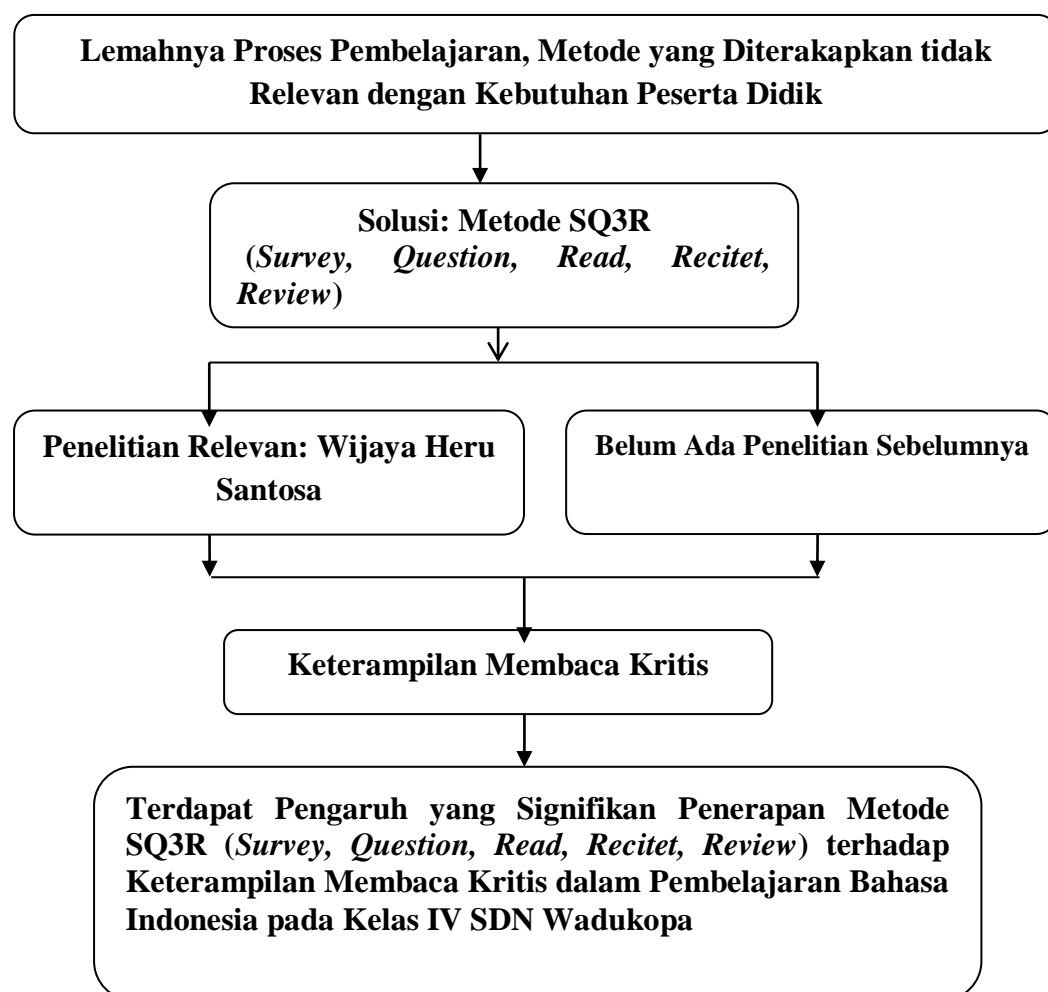 Lemahnya Proses Pembelajaran, Metode yang Diterakapkan tidak
Relevan dengan Kebutuhan Peserta Didik
Solusi: Metode SQ3R
(Survey, Question, Read, Recitet,
Review)
Penelitian Relevan: Wijaya Heru
Santosa
Belum Ada Penelitian Sebelumnya
Keterampilan Membaca Kritis
Terdapat Pengaruh yang Signifikan Penerapan Metode
SQ3R (Survey, Question, Read, Recitet, Review) terhadap
Keterampilan Membaca Kritis dalam Pembelajaran Bahasa
Indonesia pada Kelas IV SDN Wadukopa